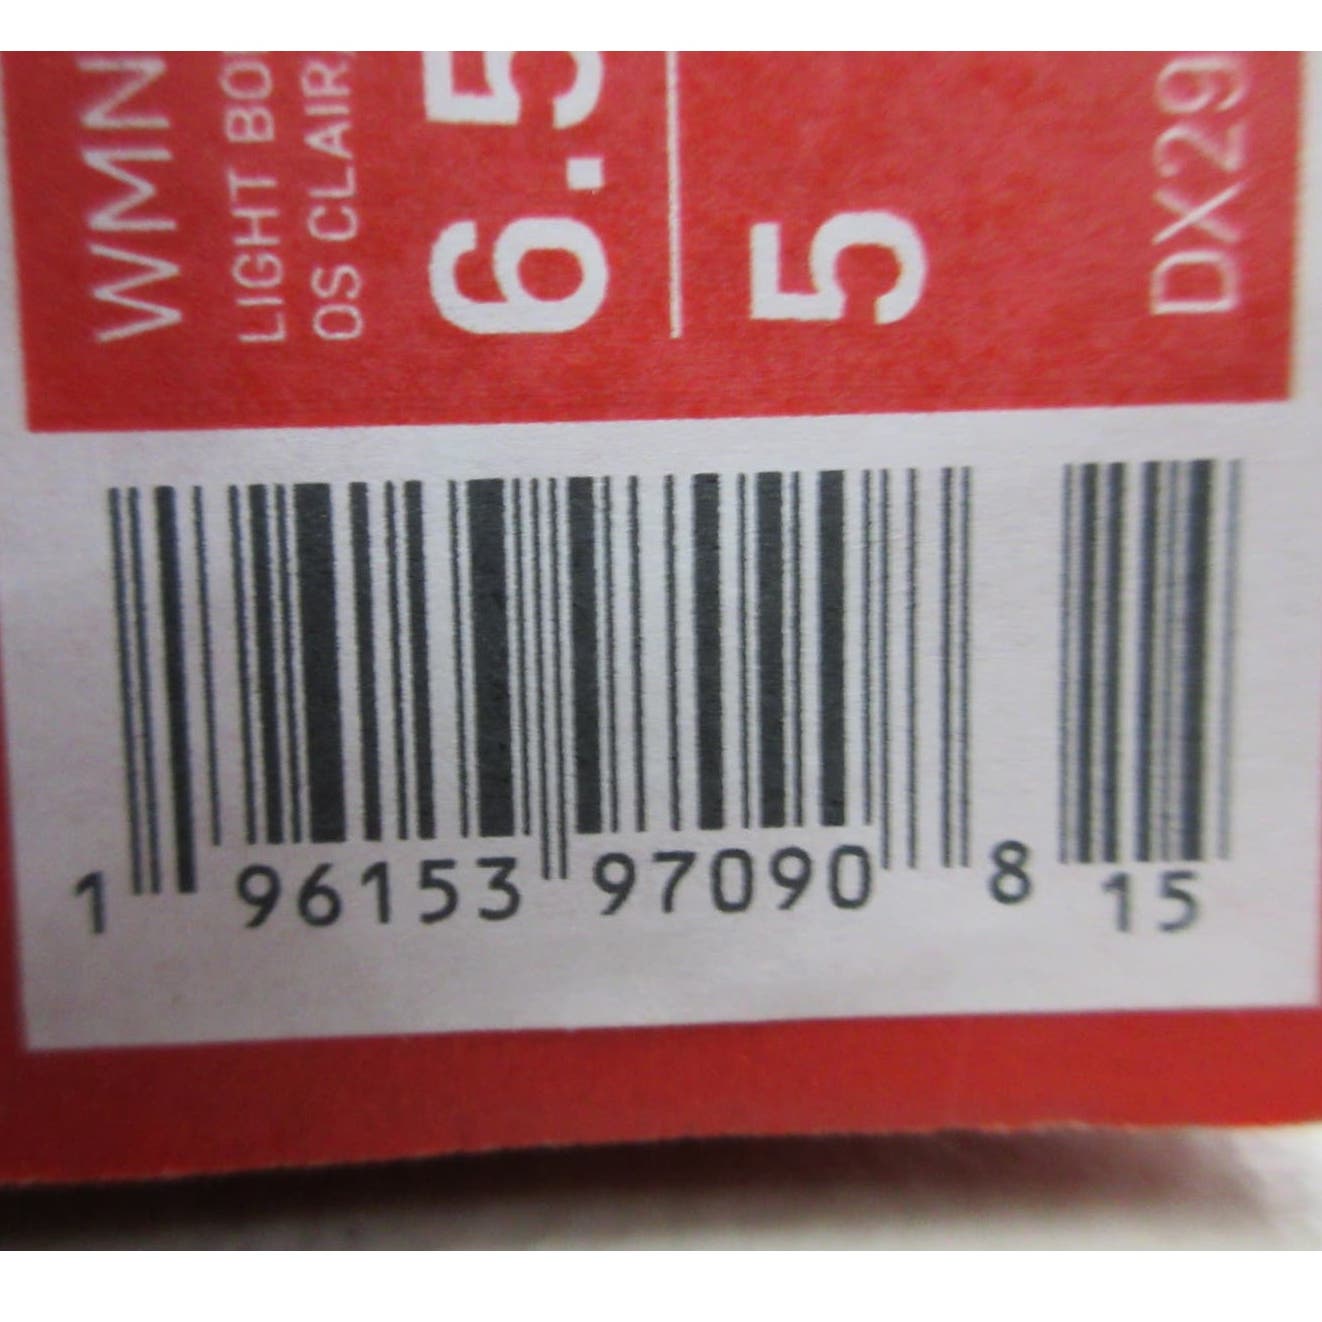 WMN
LIGHT BO
OS CLAIR
6.5
5
DX29
1 96153 97090 8 15